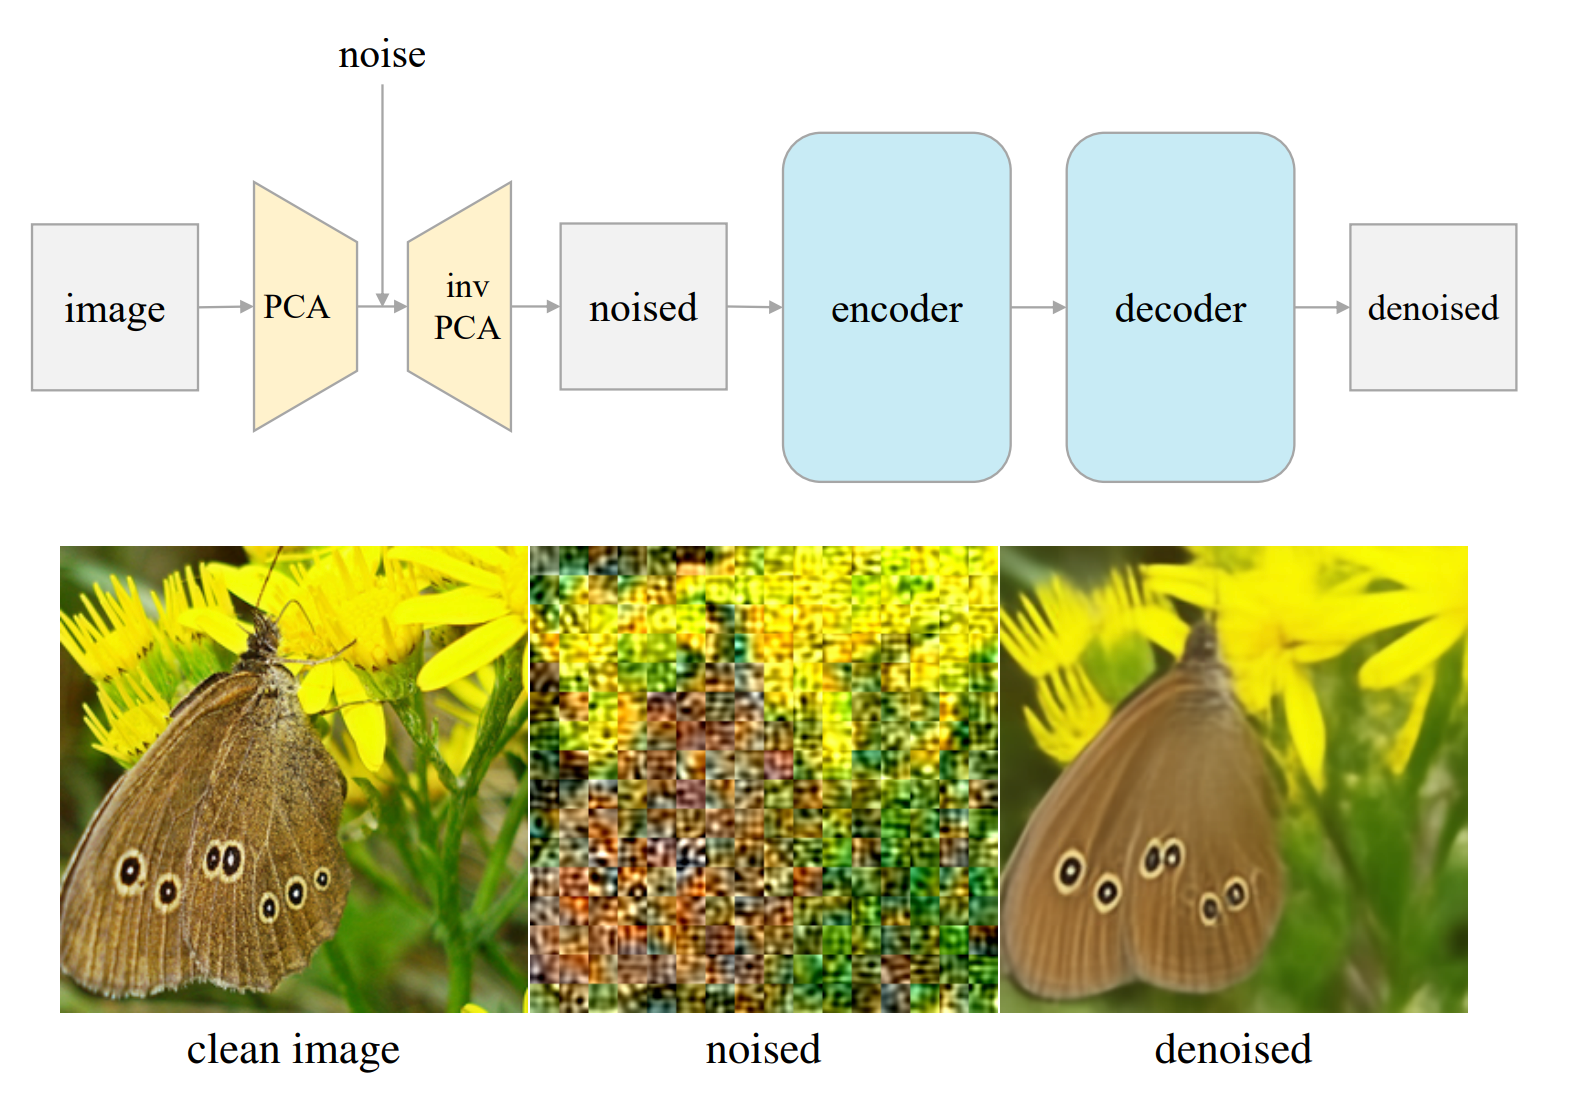 noise
image
PCA
inv
PCA
noised
encoder
decoder
denoised
clean image
noised
denoised